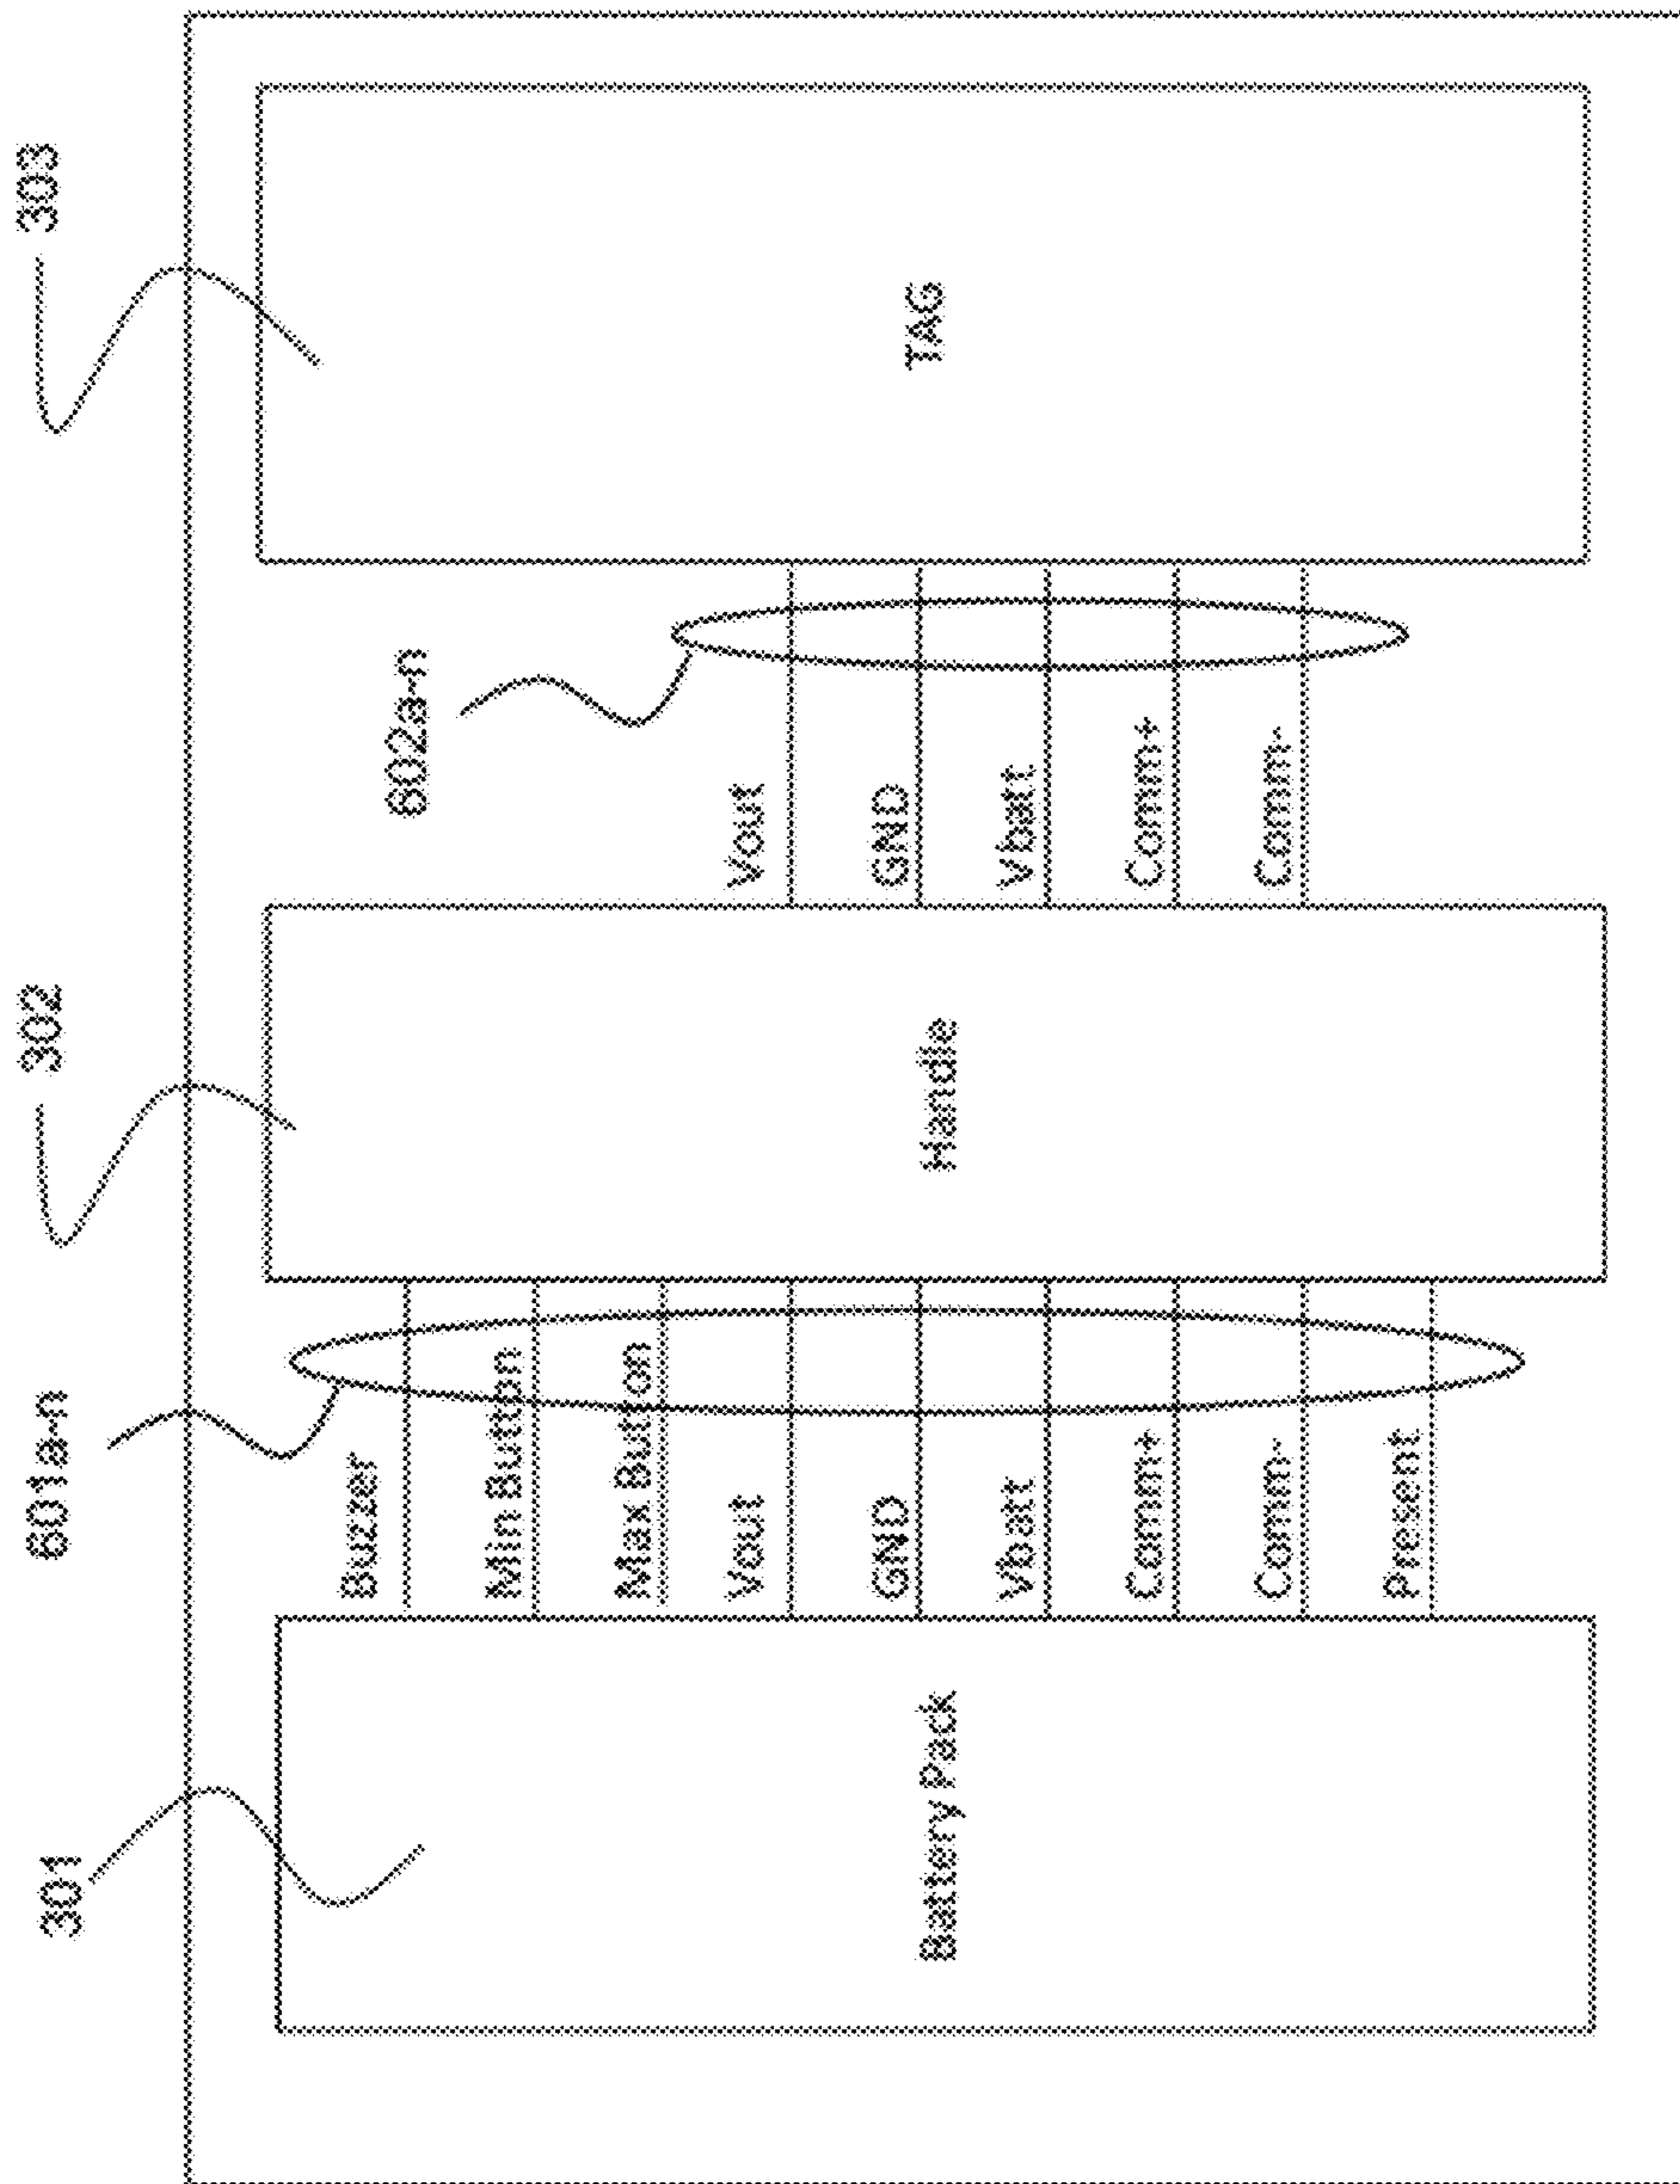 301
601a-n
302
303
602a-n
Buzzer
Min Button
Max Button
Vout
GND
Vbatt
Comm+
Comm-
Present
Vout
GND
Vbatt
Comm+
Comm-
Battery Pack
Handle
TAG